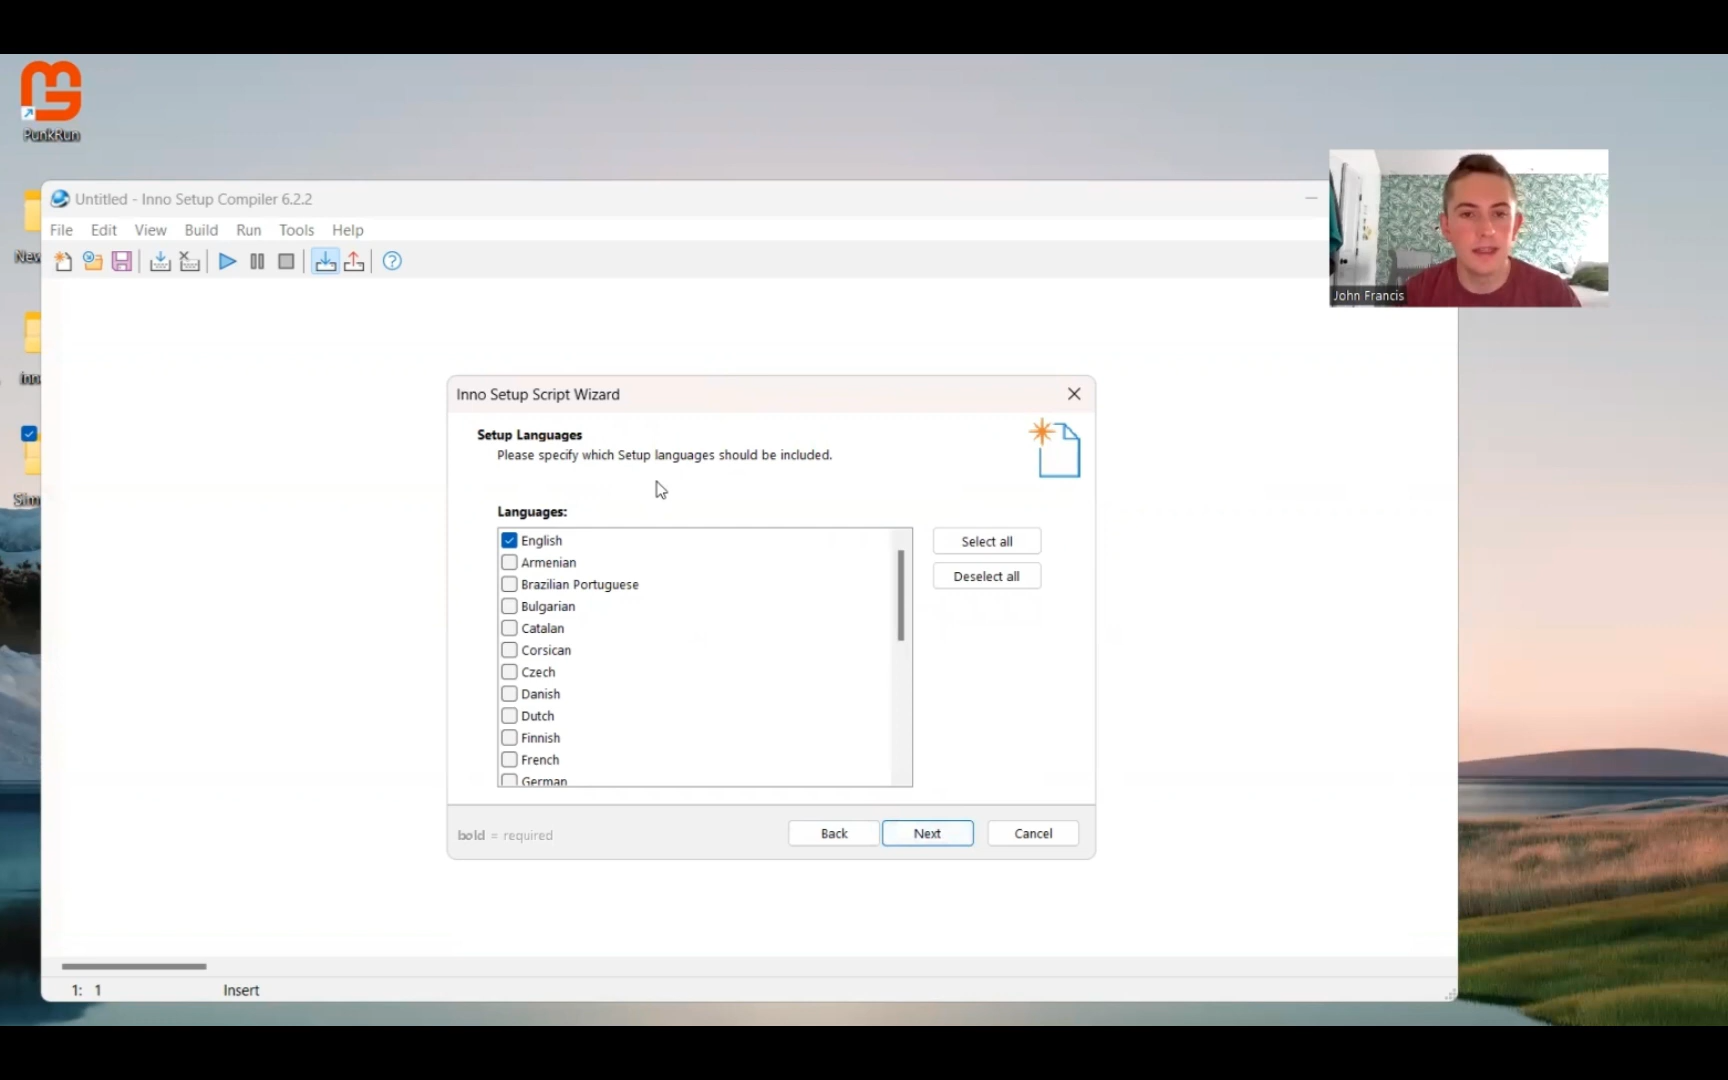 PunkRun
Untitled - Inno Setup Compiler 6.2.2
File Edit View Build Run Tools Help
John Francis
New
inn
Sim
Inno Setup Script Wizard
Setup Languages
Please specify which Setup languages should be included.
Languages:
English
Armenian
Brazilian Portuguese
Bulgarian
Catalan
Corsican
Czech
Danish
Dutch
Finnish
French
German
Select all
Deselect all
bold = required
Back
Next
Cancel
1: 1
Insert